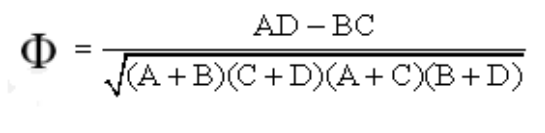 Φ = AD – BC / √(A + B)(C + D)(A + C)(B + D)